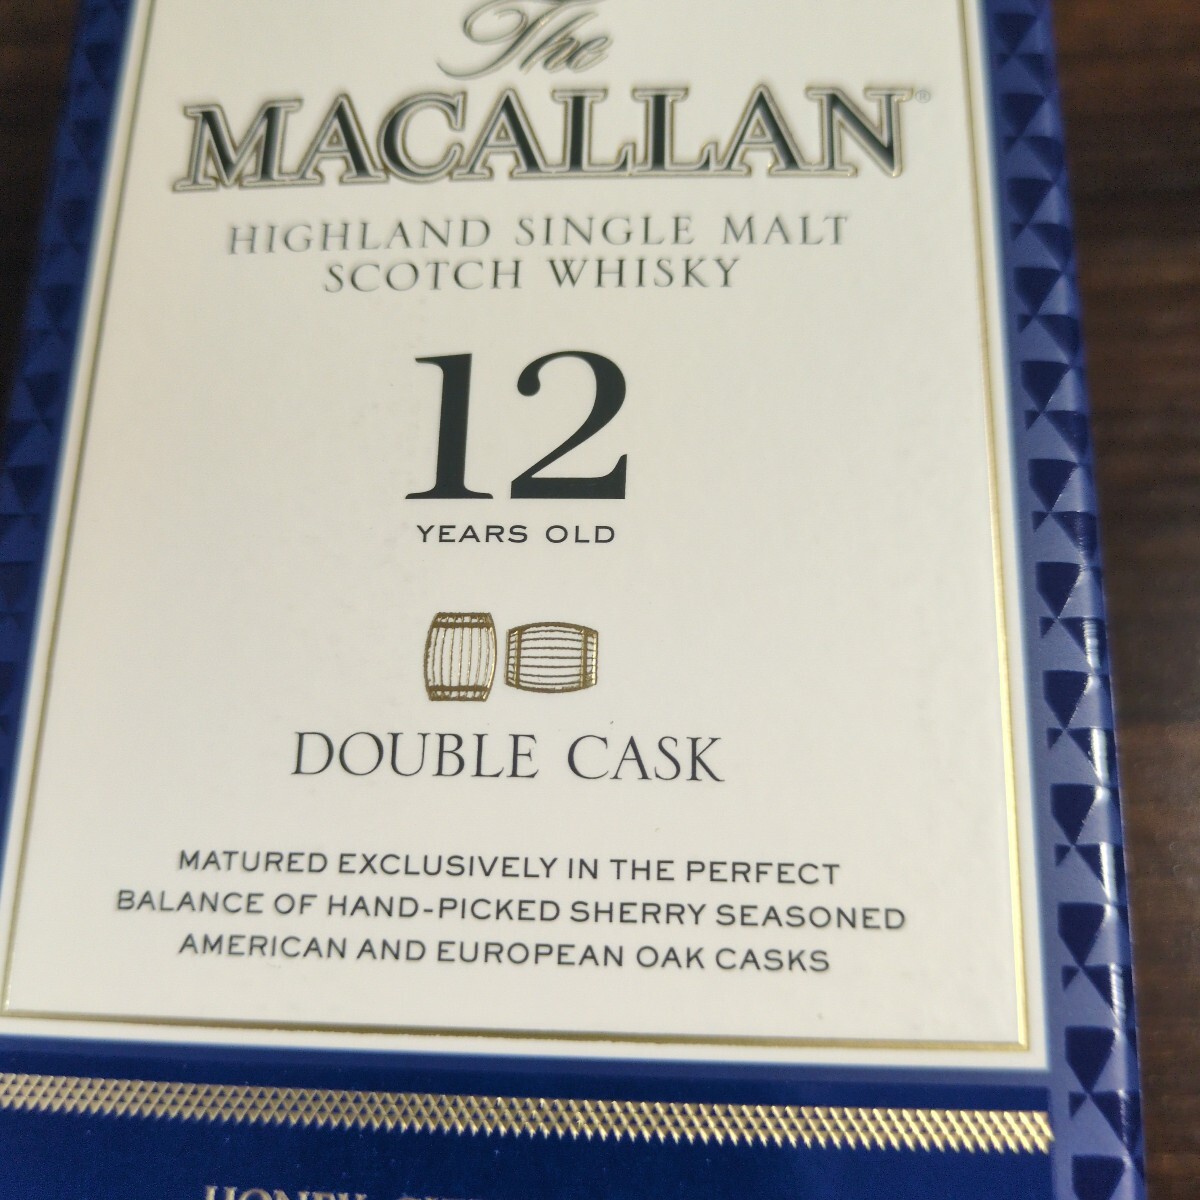 The
MACALLAN®
HIGHLAND SINGLE MALT
SCOTCH WHISKY
12
YEARS OLD
DOUBLE CASK
MATURED EXCLUSIVELY IN THE PERFECT
BALANCE OF HAND-PICKED SHERRY SEASONED
AMERICAN AND EUROPEAN OAK CASKS
HONEY